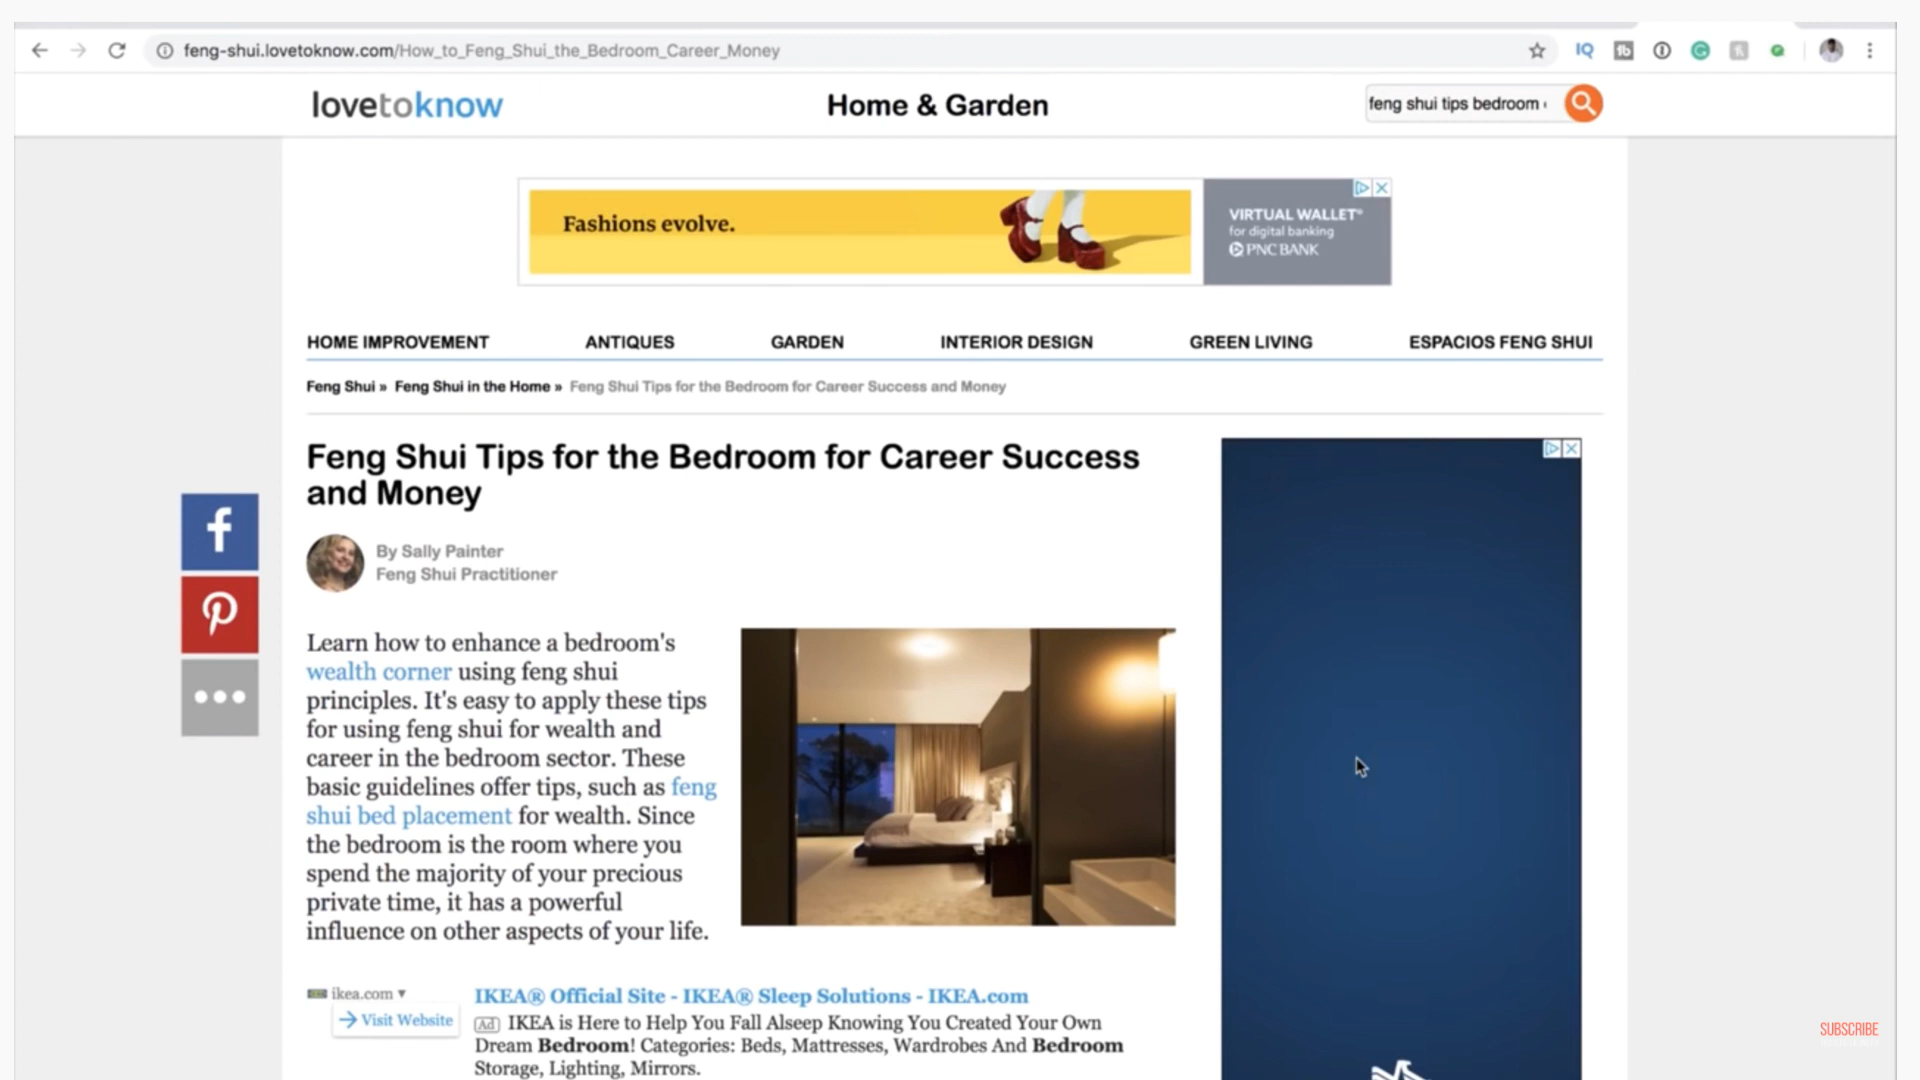 feng-shui.lovetoknow.com/How_to_Feng_Shui_the_Bedroom_Career_Money
IQ
lovetoknow
Home & Garden
feng shui tips bedroom
Fashions evolve.
VIRTUAL WALLET®
for digital banking
PNC BANK
HOME IMPROVEMENT ANTIQUES GARDEN INTERIOR DESIGN GREEN LIVING ESPACIOS FENG SHUI
Feng Shui » Feng Shui in the Home » Feng Shui Tips for the Bedroom for Career Success and Money
Feng Shui Tips for the Bedroom for Career Success
and Money
By Sally Painter
Feng Shui Practitioner
Learn how to enhance a bedroom's
wealth corner using feng shui
principles. It's easy to apply these tips
for using feng shui for wealth and
career in the bedroom sector. These
basic guidelines offer tips, such as feng
shui bed placement for wealth. Since
the bedroom is the room where you
spend the majority of your precious
private time, it has a powerful
influence on other aspects of your life.
ikea.com
Visit Website
IKEA® Official Site - IKEA® Sleep Solutions - IKEA.com
Ad IKEA is Here to Help You Fall Alseep Knowing You Created Your Own
Dream Bedroom! Categories: Beds, Mattresses, Wardrobes And Bedroom
Storage, Lighting, Mirrors.
SUBSCRIBE